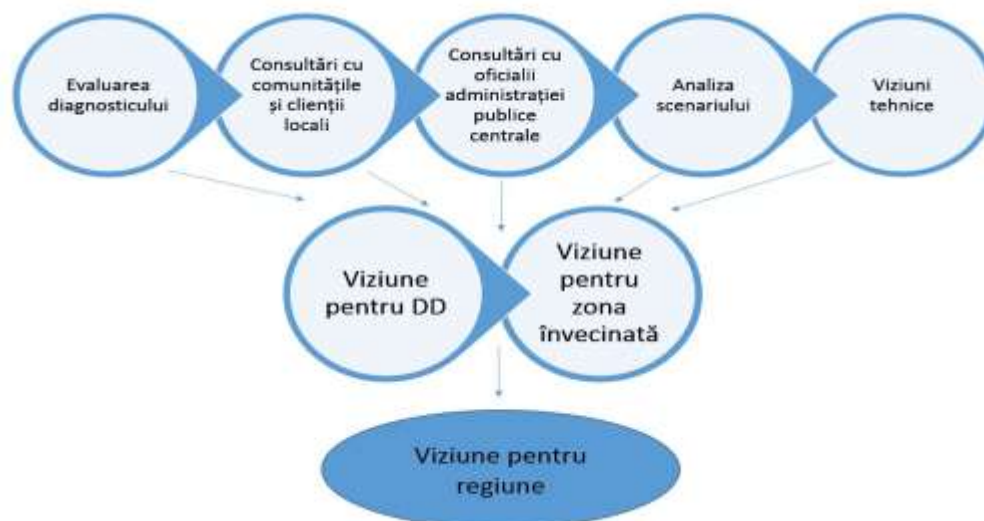 Evaluarea
diagnosticului
Consultări cu
comunitățile
și clienții
locali
Consultări cu
oficialii
administrației
publice
centrale
Analiza
scenariului
Viziuni
tehnice
Viziune
pentru DD
Viziune
pentru
zona
învecinată
Viziune pentru
regiune